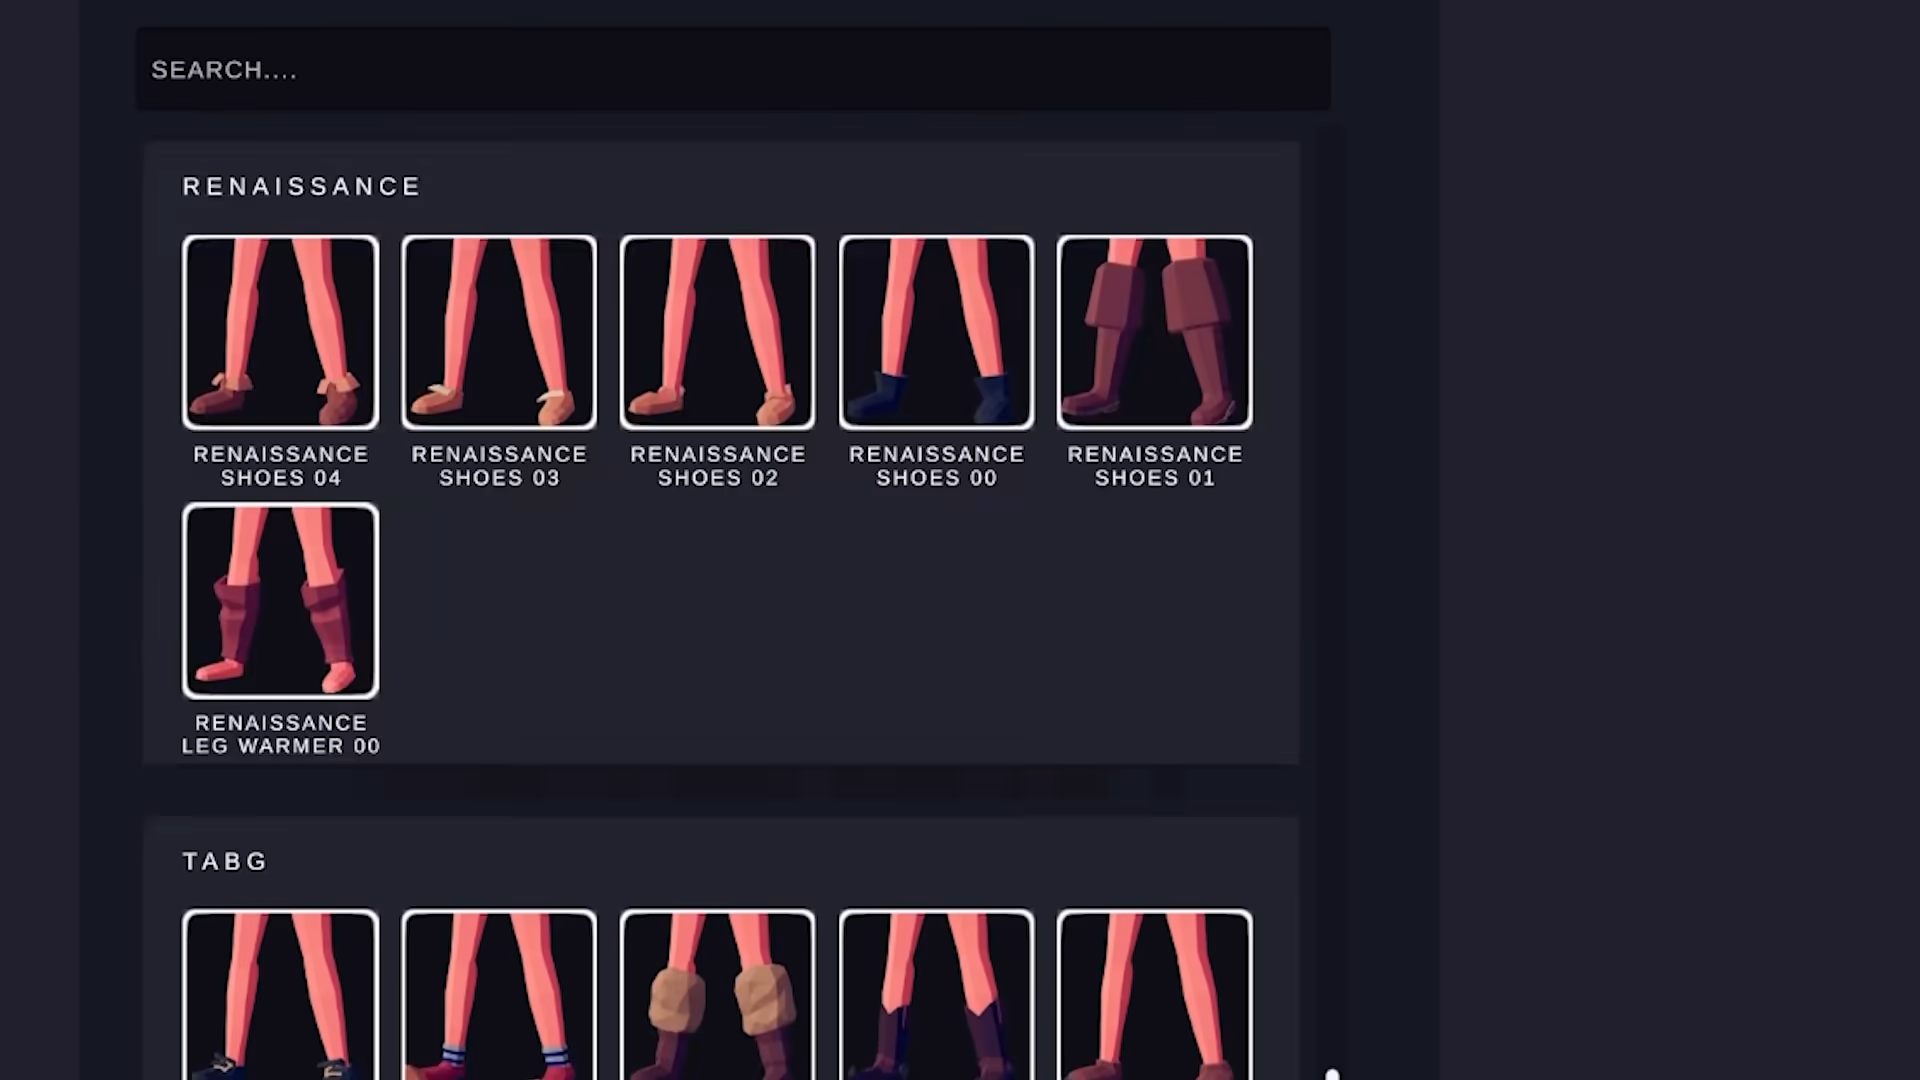 SEARCH....
RENAISSANCE
RENAISSANCE
SHOES 04
RENAISSANCE
SHOES 03
RENAISSANCE
SHOES 02
RENAISSANCE
SHOES 00
RENAISSANCE
SHOES 01
RENAISSANCE
LEG WARMER 00
TABG